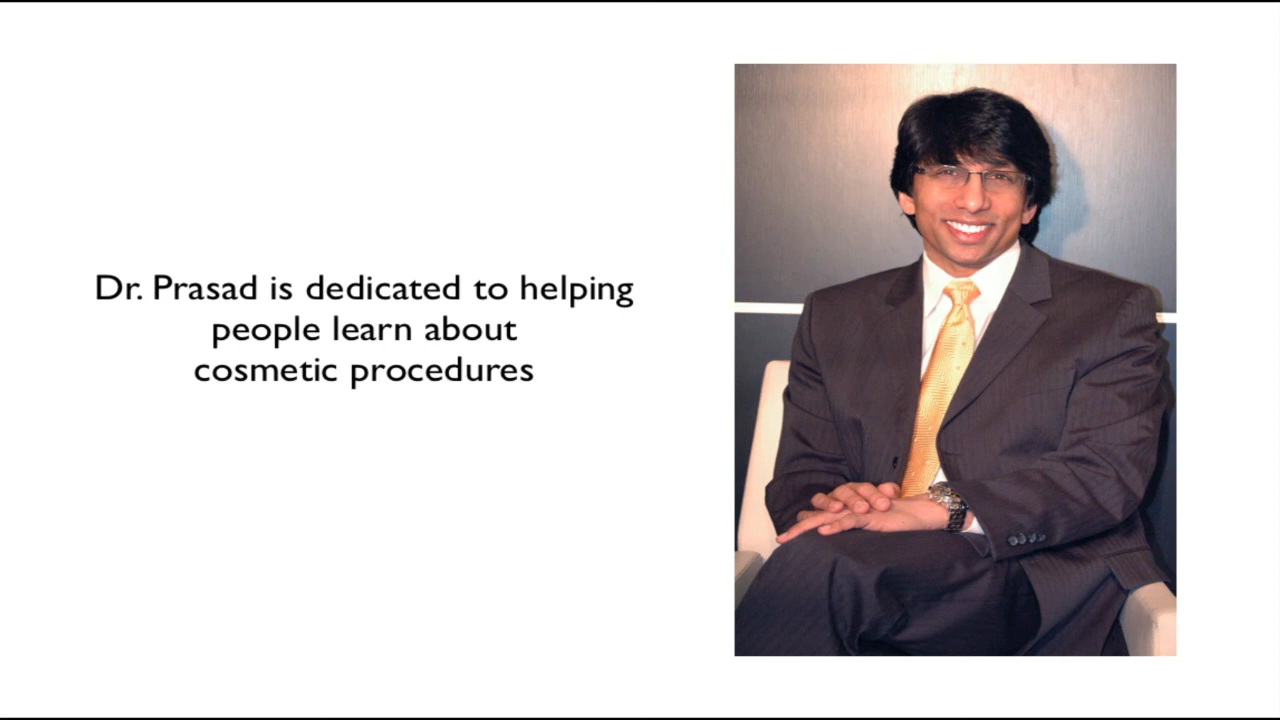 Dr. Prasad is dedicated to helping
people learn about
cosmetic procedures